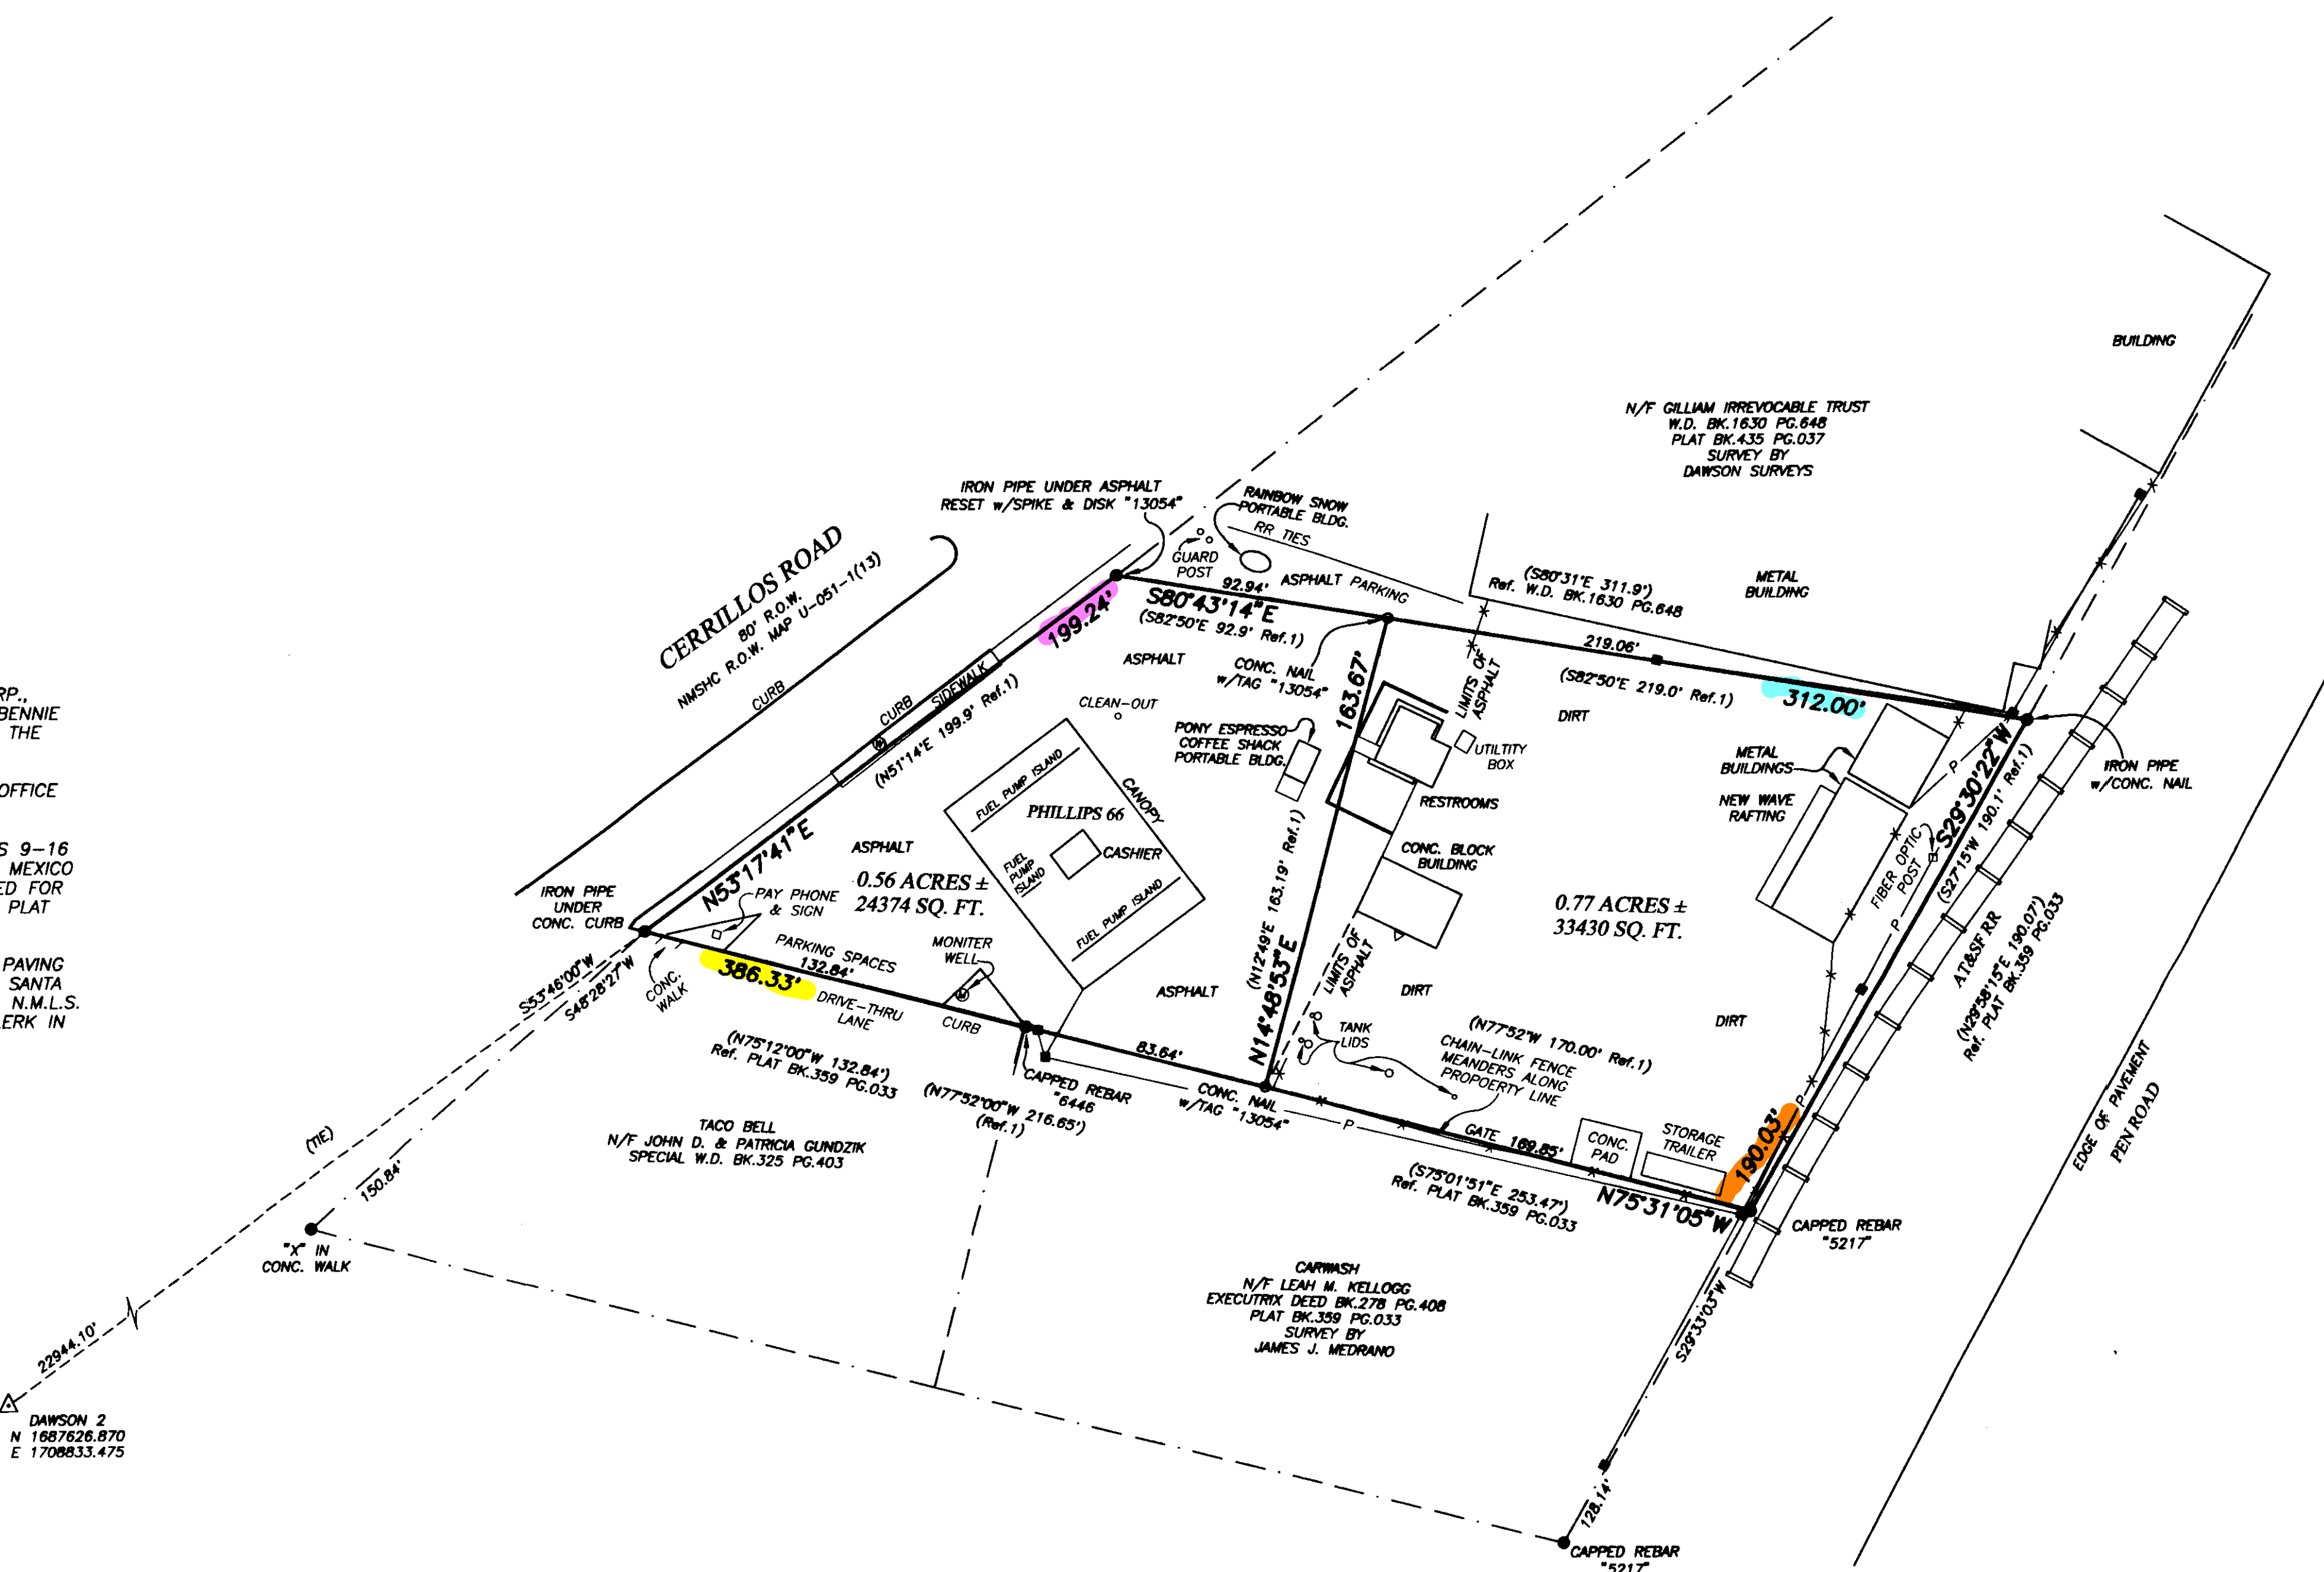 RP.,
BENNIE
THE
OFFICE
S 9-16
MEXICO
ED FOR
PLAT
PAVING
SANTA
N.M.L.S.
ERK IN
CERRILLOS ROAD
80' R.O.W.
NMSHC R.O.W. MAP U-051-1(13)
CURB
CURB
SIDEWALK
IRON PIPE UNDER ASPHALT
RESET w/SPIKE & DISK "13054"
RAINBOW SNOW
PORTABLE BLDG.
RR TIES
GUARD
POST
92.94'
ASPHALT PARKING
S80°43'14"E
(S82°50'E 92.9' Ref.1)
199.24'
(N51°14'E 199.9' Ref.1)
N53°17'41"E
ASPHALT
CONC. NAIL
w/TAG "13054"
163.67'
LIMITS OF
ASPHALT
(S80°31'E 311.9')
Ref. W.D. BK.1630 PG.648
N/F GILLIAM IRREVOCABLE TRUST
W.D. BK.1630 PG.648
PLAT BK.435 PG.037
SURVEY BY
DAWSON SURVEYS
BUILDING
METAL
BUILDING
219.06'
(S82°50'E 219.0' Ref.1)
312.00'
DIRT
CLEAN-OUT
PONY ESPRESSO
COFFEE SHACK
PORTABLE BLDG.
UTILTITY
BOX
RESTROOMS
CONC. BLOCK
BUILDING
METAL
BUILDINGS
NEW WAVE
RAFTING
IRON PIPE
w/CONC. NAIL
P
S29°30'22"W
(S27°15'W 190.1' Ref.1)
FIBER OPTIC
POST
P
AT&SF RR
(N29°58'15"E 190.07')
Ref. PLAT BK.359 PG.033
FUEL PUMP ISLAND
CANOPY
PHILLIPS 66
FUEL
PUMP
ISLAND
CASHIER
FUEL PUMP ISLAND
ASPHALT
0.56 ACRES ±
24374 SQ. FT.
0.77 ACRES ±
33430 SQ. FT.
IRON PIPE
UNDER
CONC. CURB
PAY PHONE
& SIGN
PARKING SPACES
132.84'
MONITER
WELL
386.33'
DRIVE-THRU
LANE
CURB
CONC.
WALK
S53°46'00"W
S48°28'27"W
ASPHALT
(N12°49'E 163.19' Ref.1)
N14°48'53"E
LIMITS OF
ASPHALT
DIRT
DIRT
TANK
LIDS
83.64'
CONC. NAIL
w/TAG "13054"
(N77°52'W 170.00' Ref.1)
CHAIN-LINK FENCE
MEANDERS ALONG
PROPOERTY LINE
(N75°12'00"W 132.84')
Ref. PLAT BK.359 PG.033
CAPPED REBAR
"6446
(N77°52'00"W 216.65')
(Ref.1)
P
GATE
169.85'
CONC.
PAD
STORAGE
TRAILER
P
190.03'
(S75°01'51"E 253.47')
Ref. PLAT BK.359 PG.033
N75°31'05"W
CAPPED REBAR
"5217"
EDGE OF PAVEMENT
PEN ROAD
TACO BELL
N/F JOHN D. & PATRICIA GUNDZIK
SPECIAL W.D. BK.325 PG.403
(TIE)
150.84'
"X" IN
CONC. WALK
22944.10'
DAWSON 2
N 1687626.870
E 1708833.475
CARWASH
N/F LEAH M. KELLOGG
EXECUTRIX DEED BK.278 PG.408
PLAT BK.359 PG.033
SURVEY BY
JAMES J. MEDRANO
S29°33'03"W
128.14'
CAPPED REBAR
"5217"